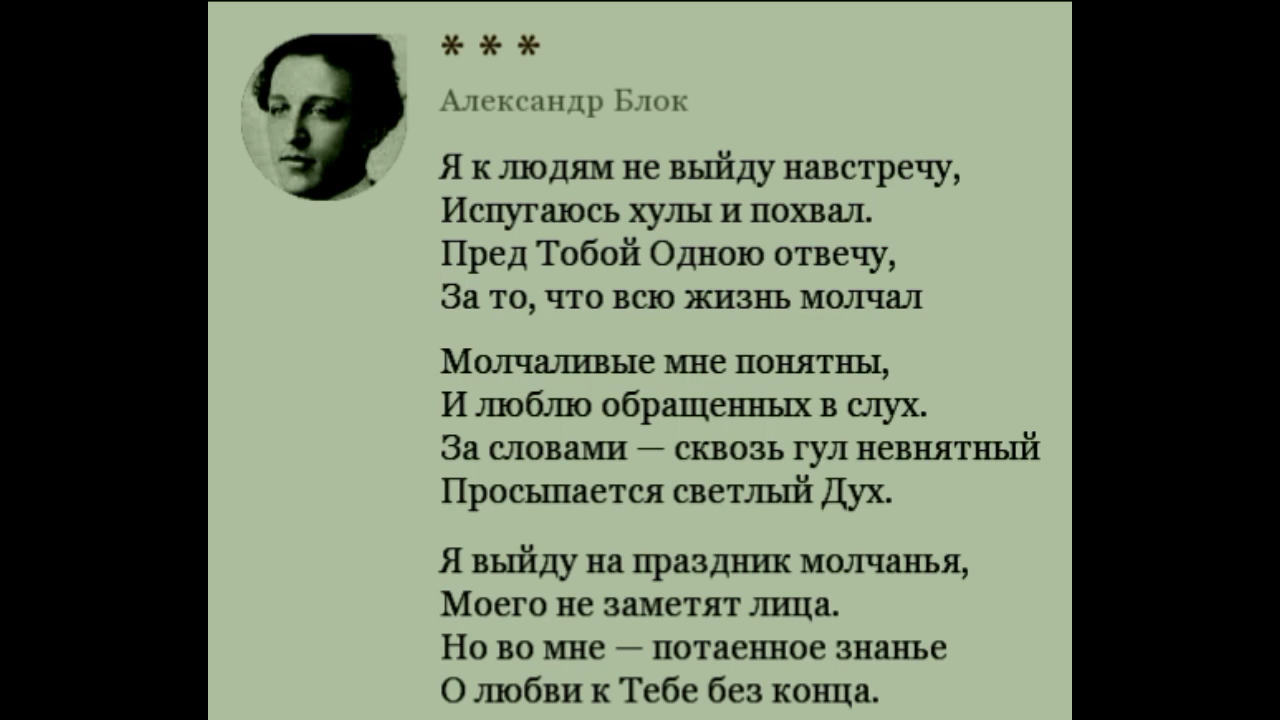 * * *
Александр Блок
Я к людям не выйду навстречу,
Испугаюсь хулы и похвал.
Пред Тобой Одною отвечу,
За то, что всю жизнь молчал
Молчаливые мне понятны,
И люблю обращенных в слух.
За словами — сквозь гул невнятный
Просыпается светлый Дух.
Я выйду на праздник молчанья,
Моего не заметят лица.
Но во мне — потаенное знанье
О любви к Тебе без конца.